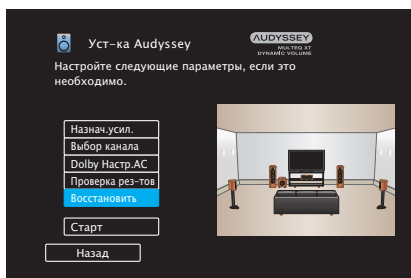 Уст-ка Audyssey
AUDYSSEY
MULTEQ XT
DYNAMIC VOLUME
Настройте следующие параметры, если это
необходимо.
Назнач.усил.
Выбор канала
Dolby Настр.АС
Проверка рез-тов
Восстановить
Старт
Назад